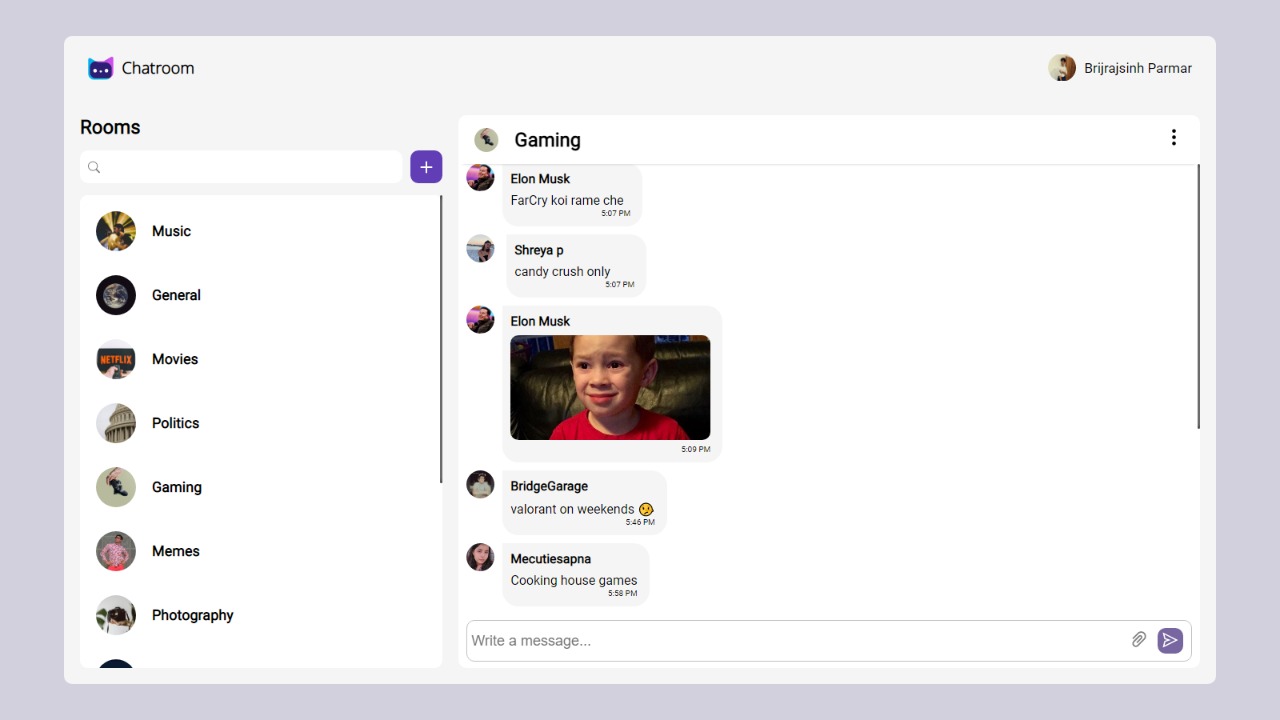 Chatroom
Brijrajsinh Parmar
Rooms
Music
General
NETFLIX
Movies
Politics
Gaming
Memes
Photography
Gaming
Elon Musk
FarCry koi rame che
5:07 PM
Shreya p
candy crush only
5:07 PM
Elon Musk
5:09 PM
BridgeGarage
valorant on weekends 😏
5:46 PM
Mecutiesapna
Cooking house games
5:58 PM
Write a message...